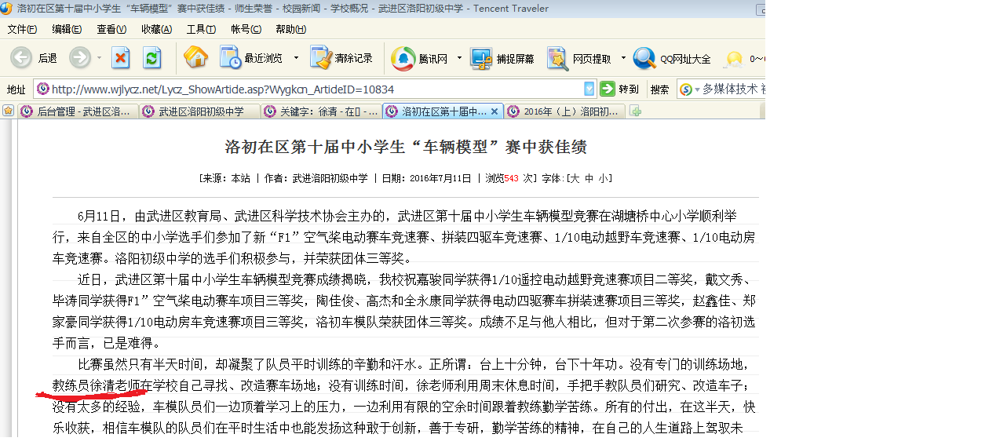 洛初在区第十届中小学生“车辆模型”赛中获佳绩 - 师生荣誉 - 校园新闻 - 学校概况 - 武进区洛阳初级中学 - Tencent Traveler
文件(F) 编辑(E) 查看(V) 收藏(A) 工具(T) 帐号(C) 帮助(H)
后退 最近浏览 清除记录 腾讯网 捕捉屏幕 网页提取 QQ网址大全 0~
地址 http://www.wjlycz.net/Lycz_ShowArticle.asp?Wygkcn_ArticleID=10834 转到 搜索 多媒体技术
后台管理 - 武进区洛... 武进区洛阳初级中学 关键字：徐清 - 在▯ - ... 洛初在区第十届中... 2016年（上）洛阳初...
洛初在区第十届中小学生“车辆模型”赛中获佳绩
[来源：本站 | 作者：武进洛阳初级中学 | 日期：2016年7月11日 | 浏览543 次] 字体:[大 中 小]
6月11日，由武进区教育局、武进区科学技术协会主办的，武进区第十届中小学生车辆模型竞赛在湖塘桥中心小学顺利举
行，来自全区的中小学选手们参加了新“F1”空气桨电动赛车竞速赛、拼装四驱车竞速赛、1/10电动越野车竞速赛、1/10电动房
车竞速赛。洛阳初级中学的选手们积极参与，并荣获团体三等奖。
近日，武进区第十届中小学生车辆模型竞赛成绩揭晓，我校祝嘉骏同学获得1/10遥控电动越野竞速赛项目二等奖，戴文秀、
毕涛同学获得F1”空气桨电动赛车项目三等奖，陶佳俊、高杰和全永康同学获得电动四驱赛车拼装速赛项目三等奖，赵鑫佳、郑
家豪同学获得1/10电动房车竞速赛项目三等奖，洛初车模队荣获团体三等奖。成绩不足与他人相比，但对于第二次参赛的洛初选
手而言，已是难得。
比赛虽然只有半天时间，却凝聚了队员平时训练的辛勤和汗水。正所谓：台上十分钟，台下十年功。没有专门的训练场地，
教练员徐清老师在学校自己寻找、改造赛车场地；没有训练时间，徐老师利用周末休息时间，手把手教队员们研究、改造车子；
没有太多的经验，车模队员们一边顶着学习上的压力，一边利用有限的空余时间跟着教练勤学苦练。所有的付出，在这半天，快
乐收获，相信车模队的队员们在平时生活中也能发扬这种敢于创新，善于专研，勤学苦练的精神，在自己的人生道路上驾驭未